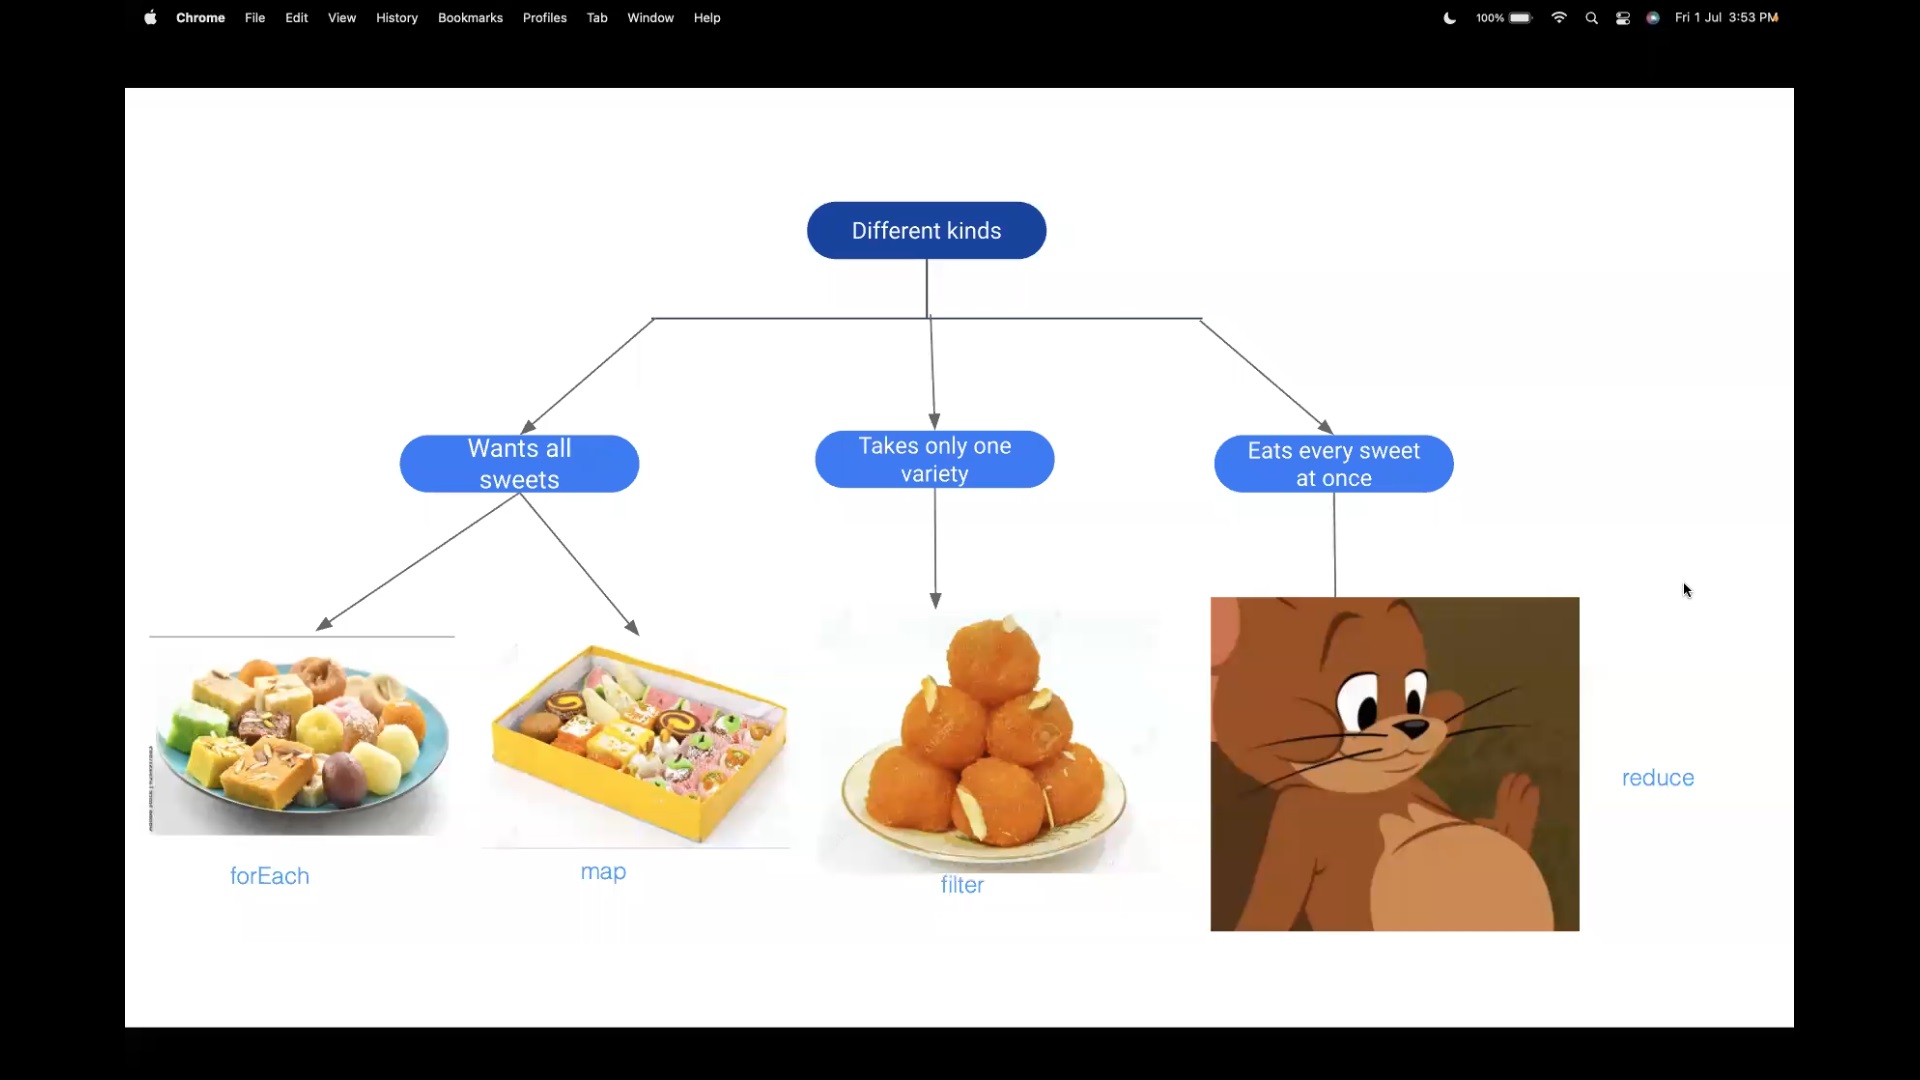 Chrome File Edit View History Bookmarks Profiles Tab Window Help 100% Fri 1 Jul 3:53 PM
Different kinds
Wants all
sweets
Takes only one
variety
Eats every sweet
at once
forEach
map
filter
reduce